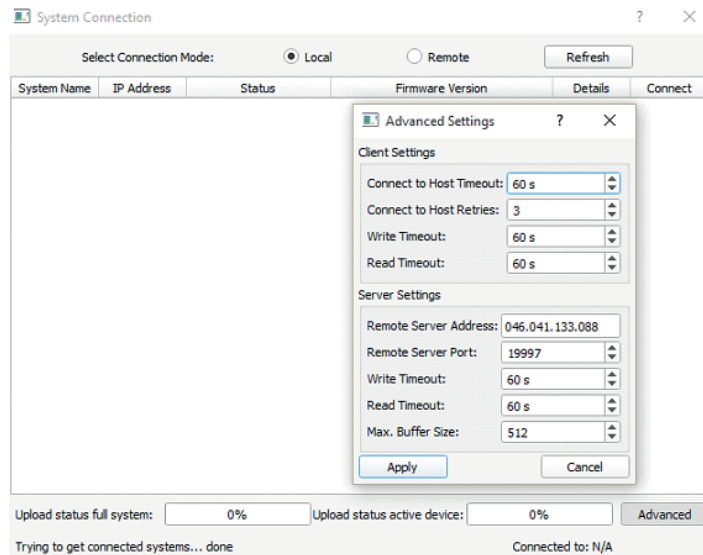 System Connection
Select Connection Mode: Local Remote Refresh
System Name IP Address Status Firmware Version Details Connect
Advanced Settings
Client Settings
Connect to Host Timeout: 60 s
Connect to Host Retries: 3
Write Timeout: 60 s
Read Timeout: 60 s
Server Settings
Remote Server Address: 046.041.133.088
Remote Server Port: 19997
Write Timeout: 60 s
Read Timeout: 60 s
Max. Buffer Size: 512
Apply Cancel
Upload status full system: 0% Upload status active device: 0% Advanced
Trying to get connected systems... done Connected to: N/A